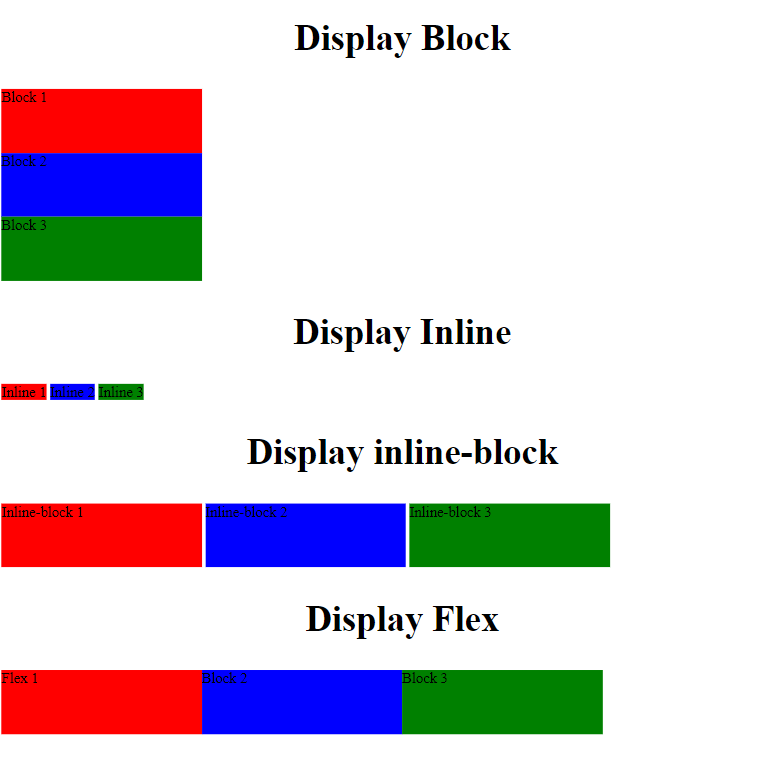 Display Block
Block 1
Block 2
Block 3
Display Inline
Inline 1 Inline 2 Inline 3
Display inline-block
Inline-block 1 Inline-block 2 Inline-block 3
Display Flex
Flex 1 Block 2 Block 3